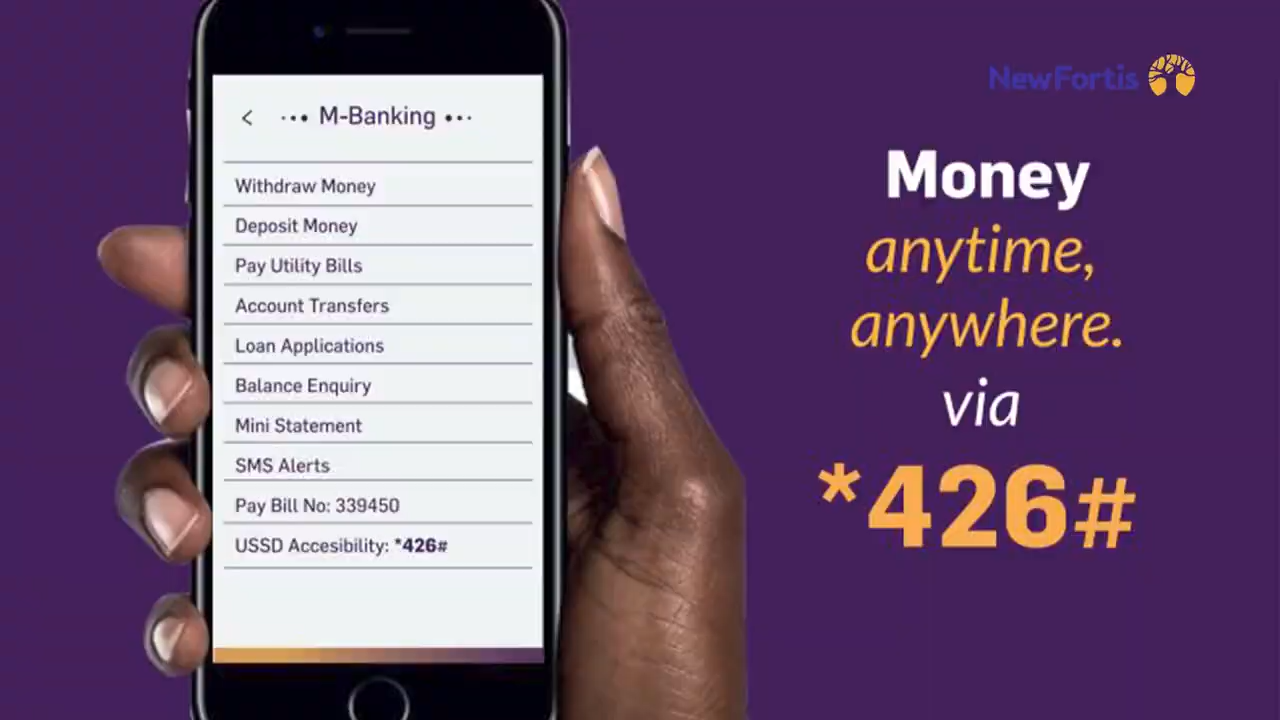 M-Banking
Withdraw Money
Deposit Money
Pay Utility Bills
Account Transfers
Loan Applications
Balance Enquiry
Mini Statement
SMS Alerts
Pay Bill No: 339450
USSD Accesibility: *426#
NewFortis
Money
anytime,
anywhere.
via
*426#